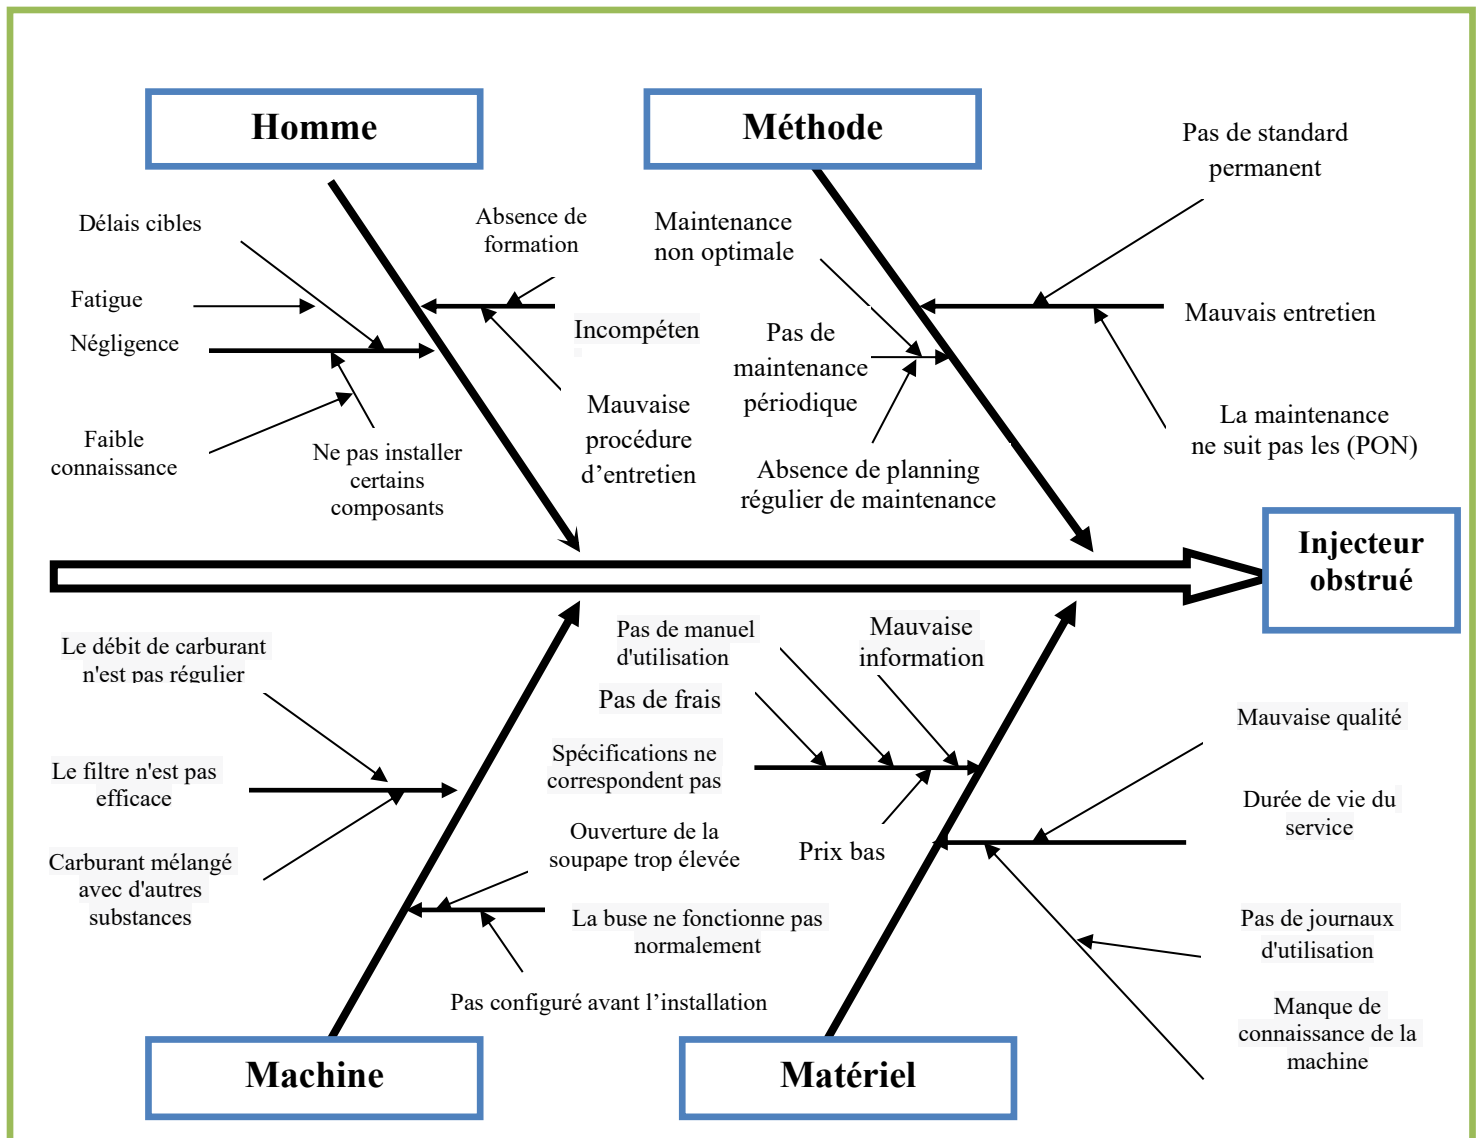 Homme
Méthode
Pas de standard
permanent
Délais cibles
Absence de
formation
Maintenance
non optimale
Fatigue
Négligence
Incompéten
Mauvais entretien
Pas de
maintenance
périodique
Mauvaise
procédure
d’entretien
La maintenance
ne suit pas les (PON)
Faible
connaissance
Ne pas installer
certains
composants
Absence de planning
régulier de maintenance
Injecteur
obstrué
Le débit de carburant
n'est pas régulier
Pas de manuel
d'utilisation
Mauvaise
information
Pas de frais
Mauvaise qualité
Le filtre n'est pas
efficace
Spécifications ne
correspondent pas
Durée de vie du
service
Ouverture de la
soupape trop élevée
Prix bas
Carburant mélangé
avec d'autres
substances
La buse ne fonctionne pas
normalement
Pas de journaux
d'utilisation
Pas configuré avant l’installation
Manque de
connaissance de la
machine
Machine
Matériel